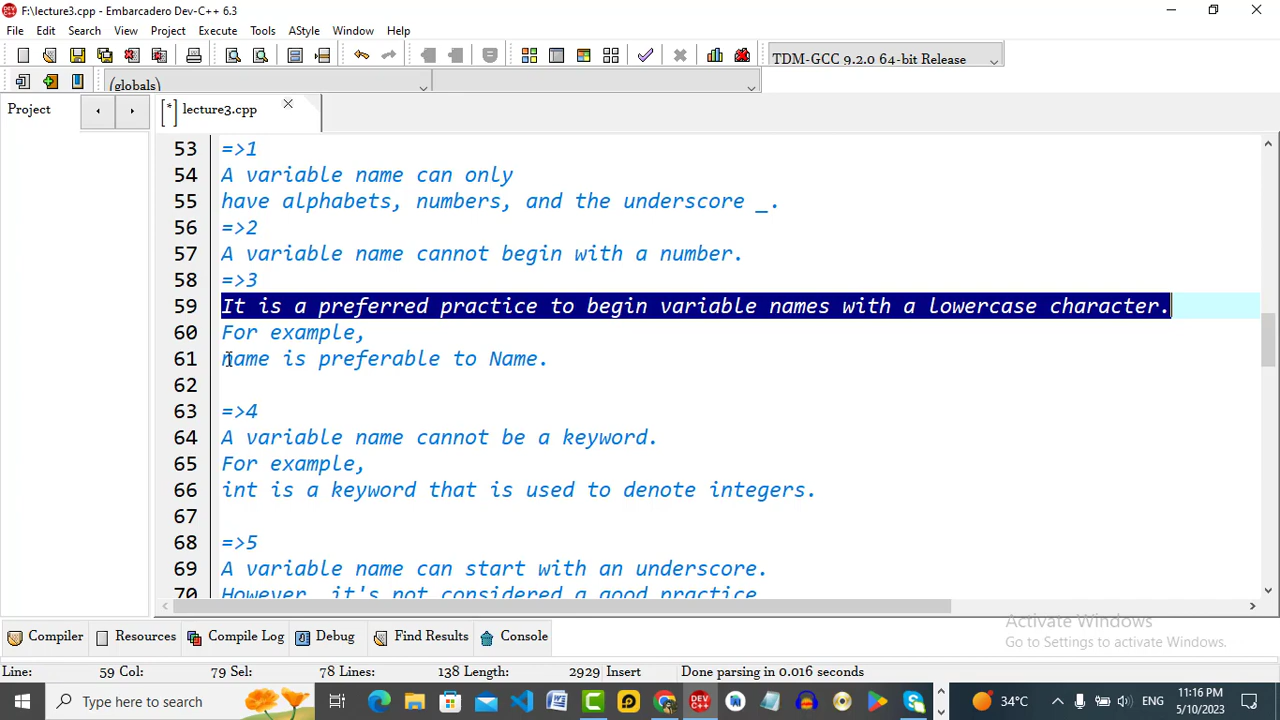 F:\lecture3.cpp - Embarcadero Dev-C++ 6.3
File Edit Search View Project Execute Tools AStyle Window Help
TDM-GCC 9.2.0 64-bit Release
(globals)
Project
[*] lecture3.cpp
53 =>1
54 A variable name can only
55 have alphabets, numbers, and the underscore _.
56 =>2
57 A variable name cannot begin with a number.
58 =>3
59 It is a preferred practice to begin variable names with a lowercase character.
60 For example,
61 name is preferable to Name.
62
63 =>4
64 A variable name cannot be a keyword.
65 For example,
66 int is a keyword that is used to denote integers.
67
68 =>5
69 A variable name can start with an underscore.
70 However, it's not considered a good practice
Activate Windows
Go to Settings to activate Windows.
Compiler Resources Compile Log Debug Find Results Console
Line: 59 Col: 79 Sel: 78 Lines: 138 Length: 2929 Insert Done parsing in 0.016 seconds
Type here to search
34°C ENG 11:16 PM
5/10/2023